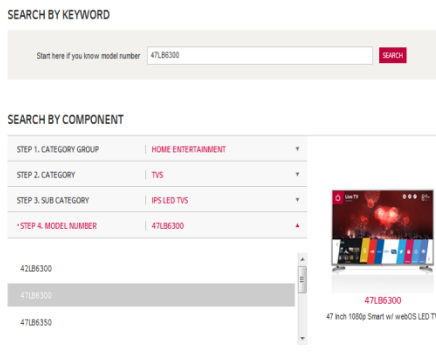 SEARCH BY KEYWORD
Start here if you know model number 47LB6300 SEARCH
SEARCH BY COMPONENT
STEP 1. CATEGORY GROUP HOME ENTERTAINMENT
STEP 2. CATEGORY TVS
STEP 3. SUB CATEGORY IPS LED TVS
•STEP 4. MODEL NUMBER 47LB6300
Live TV
42LB6300
47LB6300
47LB6350
47LB6300
47 Inch 1080p Smart w/ webOS LED TV